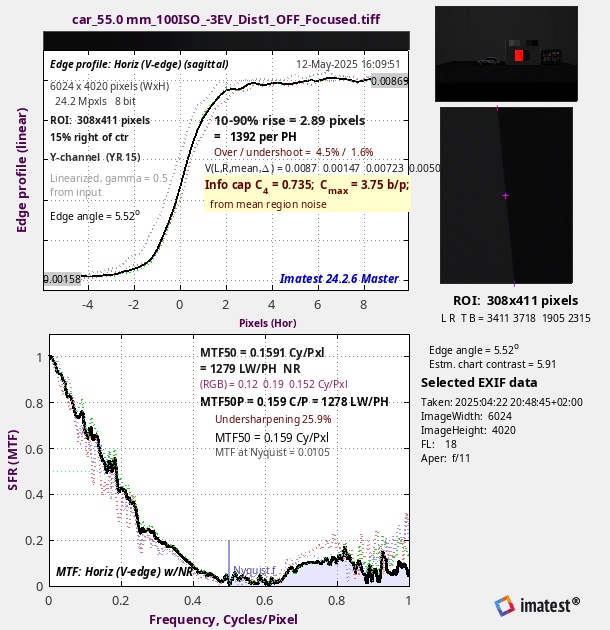 car_55.0 mm_100ISO_-3EV_Dist1_OFF_Focused.tiff
Edge profile: Horiz (V-edge) (sagittal)
12-May-2025 16:09:51
6024 x 4020 pixels (WxH)
24.2 Mpxls 8 bit
ROI: 308x411 pixels
15% right of ctr
Y-channel (YR 15)
Linearized, gamma = 0.5
from input
Edge angle = 5.52°
0.00869
10-90% rise = 2.89 pixels
= 1392 per PH
Over / undershoot = 4.5% / 1.6%
V(L,R,mean,Δ) = 0.0087 0.00147 0.00723 0.0050
Info cap C4 = 0.735; Cmax = 3.75 b/p;
from mean region noise
0.00158
Imatest 24.2.6 Master
Edge profile (linear)
-4 -2 0 2 4 6 8
Pixels (Hor)
ROI: 308x411 pixels
L R T B = 3411 3718 1905 2315
Edge angle = 5.52°
Estm. chart contrast = 5.91
Selected EXIF data
Taken: 2025:04:22 20:48:45+02:00
ImageWidth: 6024
ImageHeight: 4020
FL: 18
Aper: f/11
MTF50 = 0.1591 Cy/Pxl
= 1279 LW/PH NR
(RGB) = 0.12 0.19 0.152 Cy/Pxl
MTF50P = 0.159 C/P = 1278 LW/PH
Undersharpening 25.9%
MTF50 = 0.159 Cy/Pxl
MTF at Nyquist = 0.0105
SFR (MTF)
1
0.8
0.6
0.4
0.2
0
MTF: Horiz (V-edge) w/NR
Nyquist f
0 0.2 0.4 0.6 0.8 1
Frequency, Cycles/Pixel
imatest®